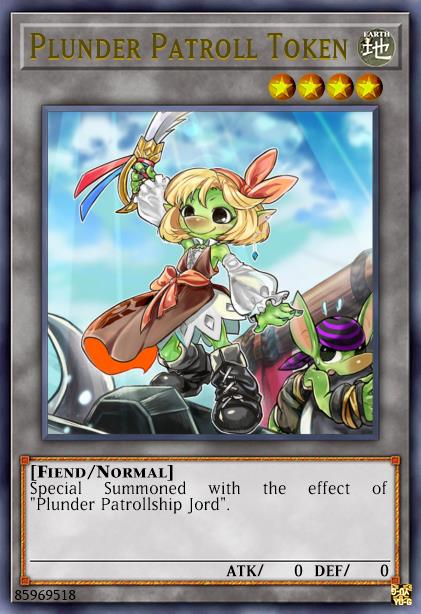 Plunder Patroll Token
EARTH
地
[Fiend/Normal]
Special Summoned with the effect of
"Plunder Patrollship Jord".
ATK/ 0 DEF/ 0
85969518